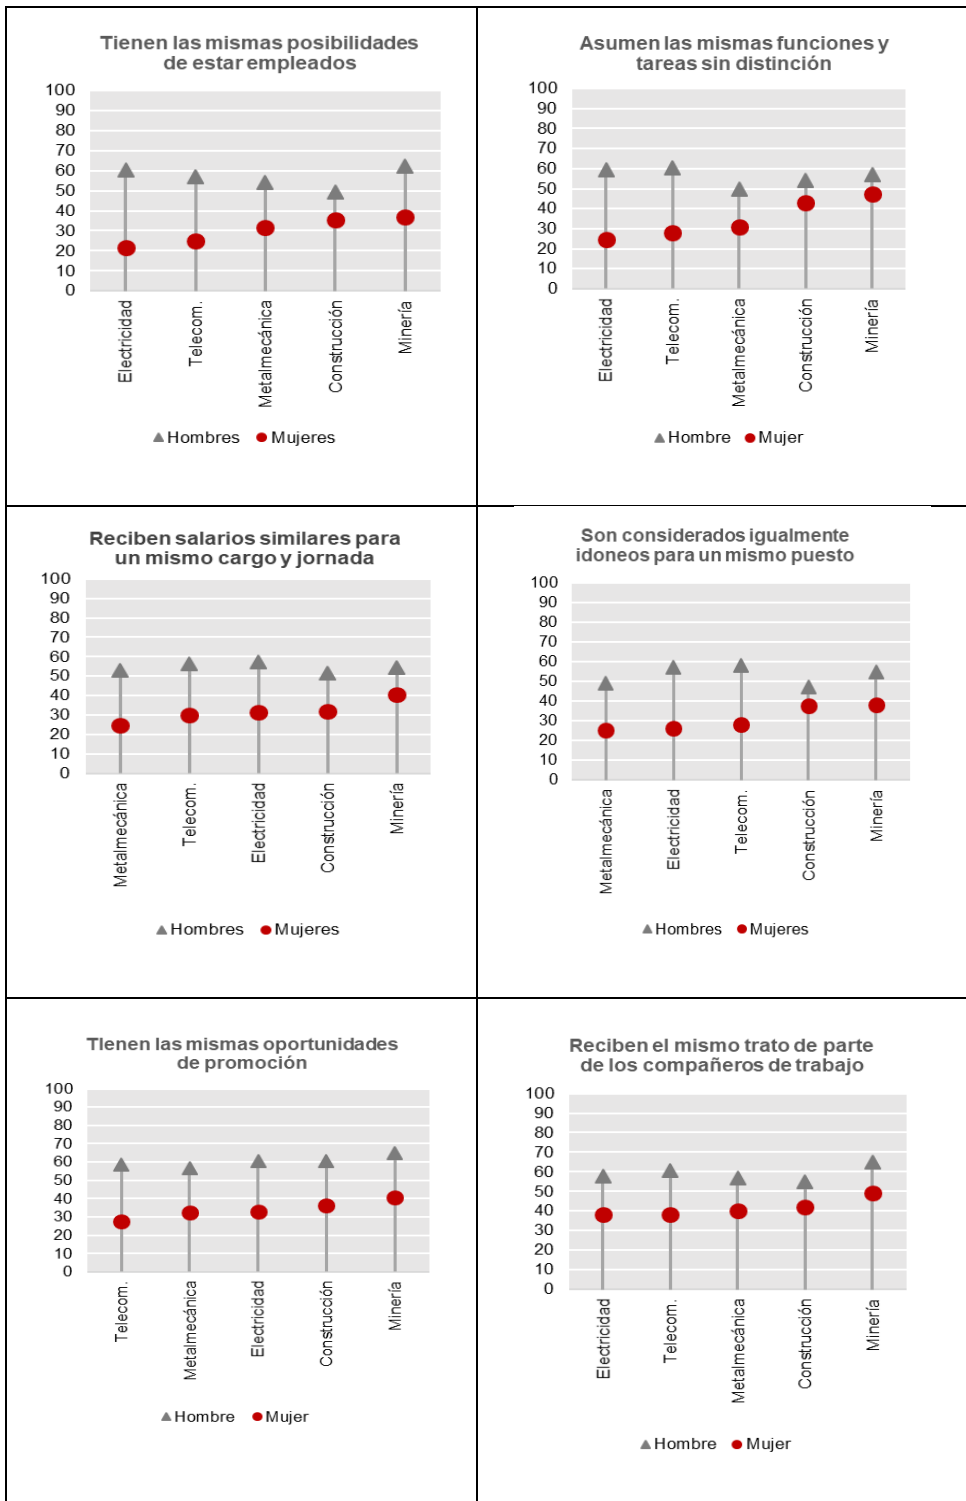 Tienen las mismas posibilidades
de estar empleados
100
90
80
70
60
50
40
30
20
10
0
Electricidad
Telecom.
Metalmecánica
Construcción
Minería
Hombres Mujeres
Asumen las mismas funciones y
tareas sin distinción
100
90
80
70
60
50
40
30
20
10
0
Electricidad
Telecom.
Metalmecánica
Construcción
Minería
Hombre Mujer
Reciben salarios similares para
un mismo cargo y jornada
100
90
80
70
60
50
40
30
20
10
0
Metalmecánica
Telecom.
Electricidad
Construcción
Minería
Hombres Mujeres
Son considerados igualmente
idoneos para un mismo puesto
100
90
80
70
60
50
40
30
20
10
0
Metalmecánica
Electricidad
Telecom.
Construcción
Minería
Hombres Mujeres
TIenen las mismas oportunidades
de promoción
100
90
80
70
60
50
40
30
20
10
0
Telecom.
Metalmecánica
Electricidad
Construcción
Minería
Hombre Mujer
Reciben el mismo trato de parte
de los compañeros de trabajo
100
90
80
70
60
50
40
30
20
10
0
Electricidad
Telecom.
Metalmecánica
Construcción
Minería
Hombre Mujer